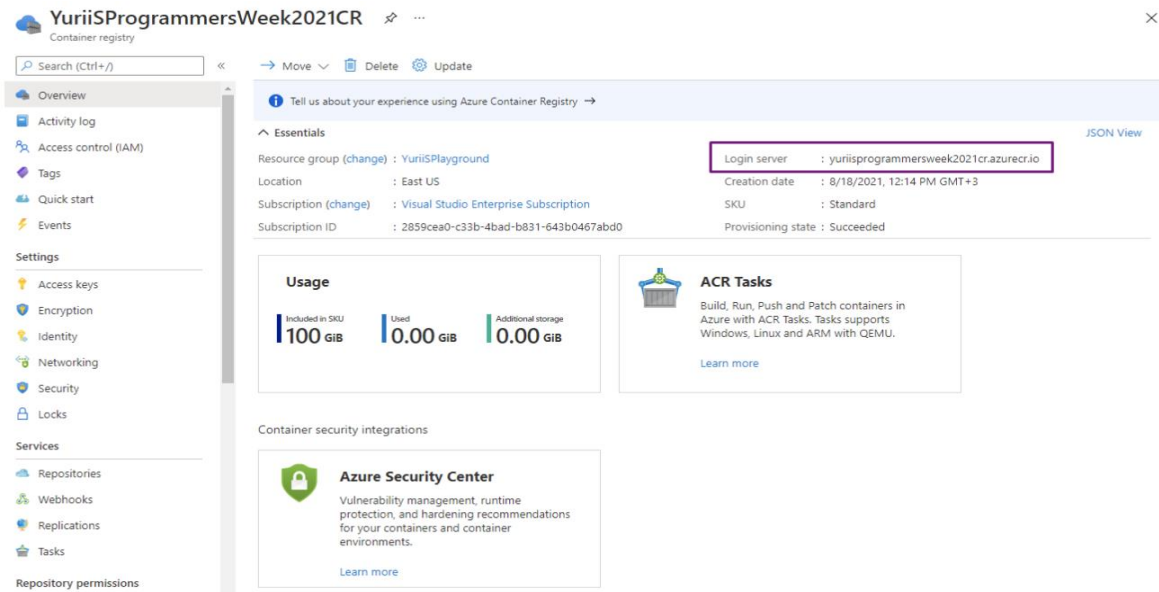 YuriiSProgrammersWeek2021CR
Container registry
Search (Ctrl+/)
«
Overview
Activity log
Access control (IAM)
Tags
Quick start
Events
Settings
Access keys
Encryption
Identity
Networking
Security
Locks
Services
Repositories
Webhooks
Replications
Tasks
Repository permissions
Move Delete Update
Tell us about your experience using Azure Container Registry →
Essentials
JSON View
Resource group (change) : YuriiSPlayground
Location : East US
Subscription (change) : Visual Studio Enterprise Subscription
Subscription ID : 2859cea0-c33b-4bad-b831-643b0467abd0
Login server : yuriisprogrammersweek2021cr.azurecr.io
Creation date : 8/18/2021, 12:14 PM GMT+3
SKU : Standard
Provisioning state : Succeeded
Usage
Included in SKU
100 GiB
Used
0.00 GiB
Additional storage
0.00 GiB
ACR Tasks
Build, Run, Push and Patch containers in
Azure with ACR Tasks. Tasks supports
Windows, Linux and ARM with QEMU.
Learn more
Container security integrations
Azure Security Center
Vulnerability management, runtime
protection, and hardening recommendations
for your containers and container
environments.
Learn more